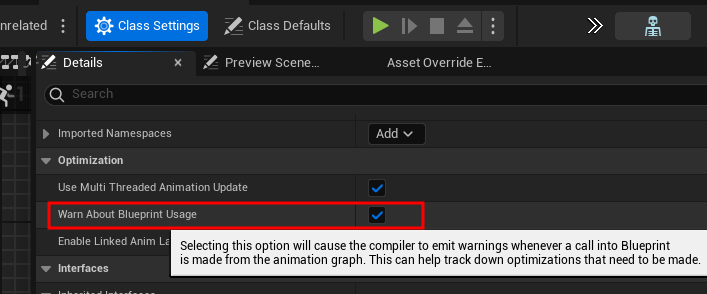 nrelated Class Settings Class Defaults
Details Preview Scene... Asset Override E...
Search
Imported Namespaces Add
Optimization
Use Multi Threaded Animation Update
Warn About Blueprint Usage
Enable Linked Anim La
Selecting this option will cause the compiler to emit warnings whenever a call into Blueprint
is made from the animation graph. This can help track down optimizations that need to be made.
Interfaces
Inherited Interfaces